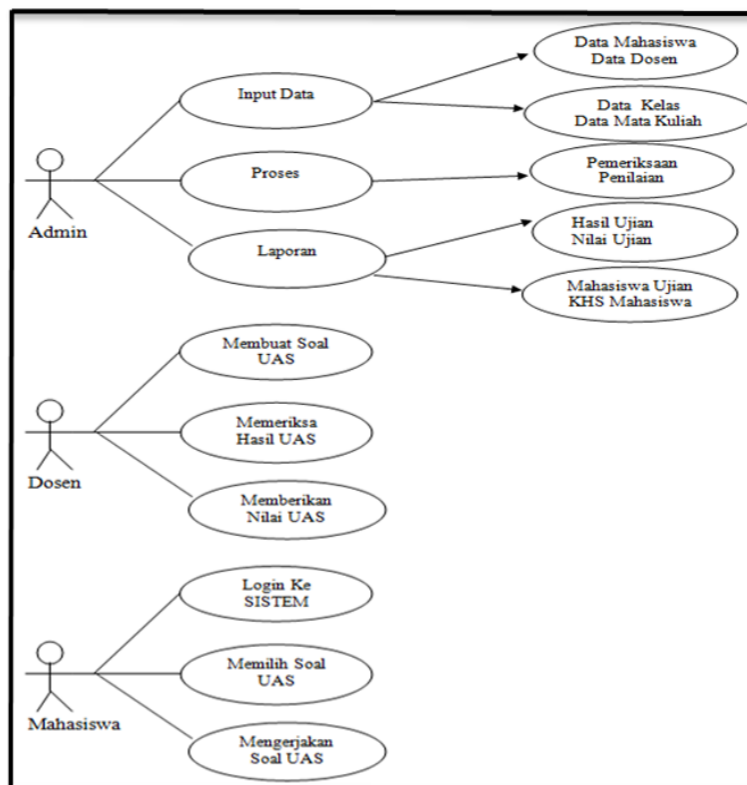 Data Mahasiswa
Data Dosen
Input Data
Data Kelas
Data Mata Kuliah
Proses
Pemeriksaan
Penilaian
Admin
Laporan
Hasil Ujian
Nilai Ujian
Mahasiswa Ujian
KHS Mahasiswa
Membuat Soal
UAS
Memeriksa
Hasil UAS
Dosen
Memberikan
Nilai UAS
Login Ke
SISTEM
Memilih Soal
UAS
Mahasiswa
Mengerjakan
Soal UAS